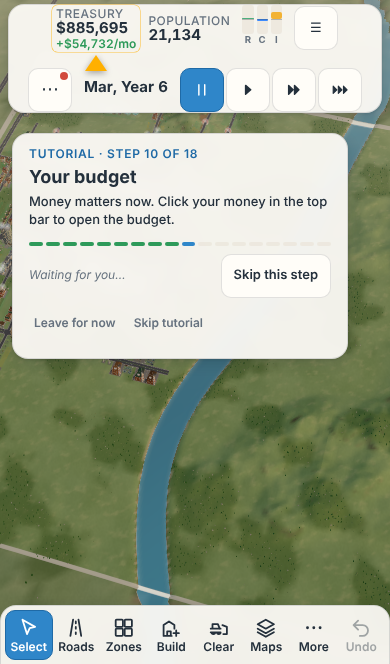 TREASURY
$885,695
+$54,732/mo
POPULATION
21,134
R C I
Mar, Year 6
TUTORIAL · STEP 10 OF 18
Your budget
Money matters now. Click your money in the top
bar to open the budget.
Waiting for you...
Skip this step
Leave for now
Skip tutorial
Select
Roads
Zones
Build
Clear
Maps
More
Undo